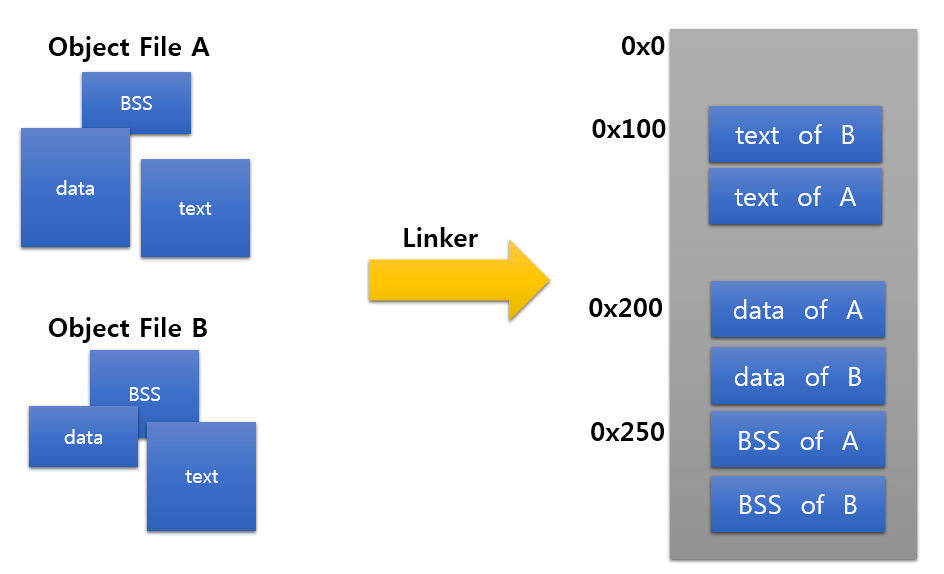 Object File A
BSS
data
text
Object File B
BSS
data
text
Linker
0x0
0x100
text of B
text of A
0x200
data of A
data of B
0x250
BSS of A
BSS of B